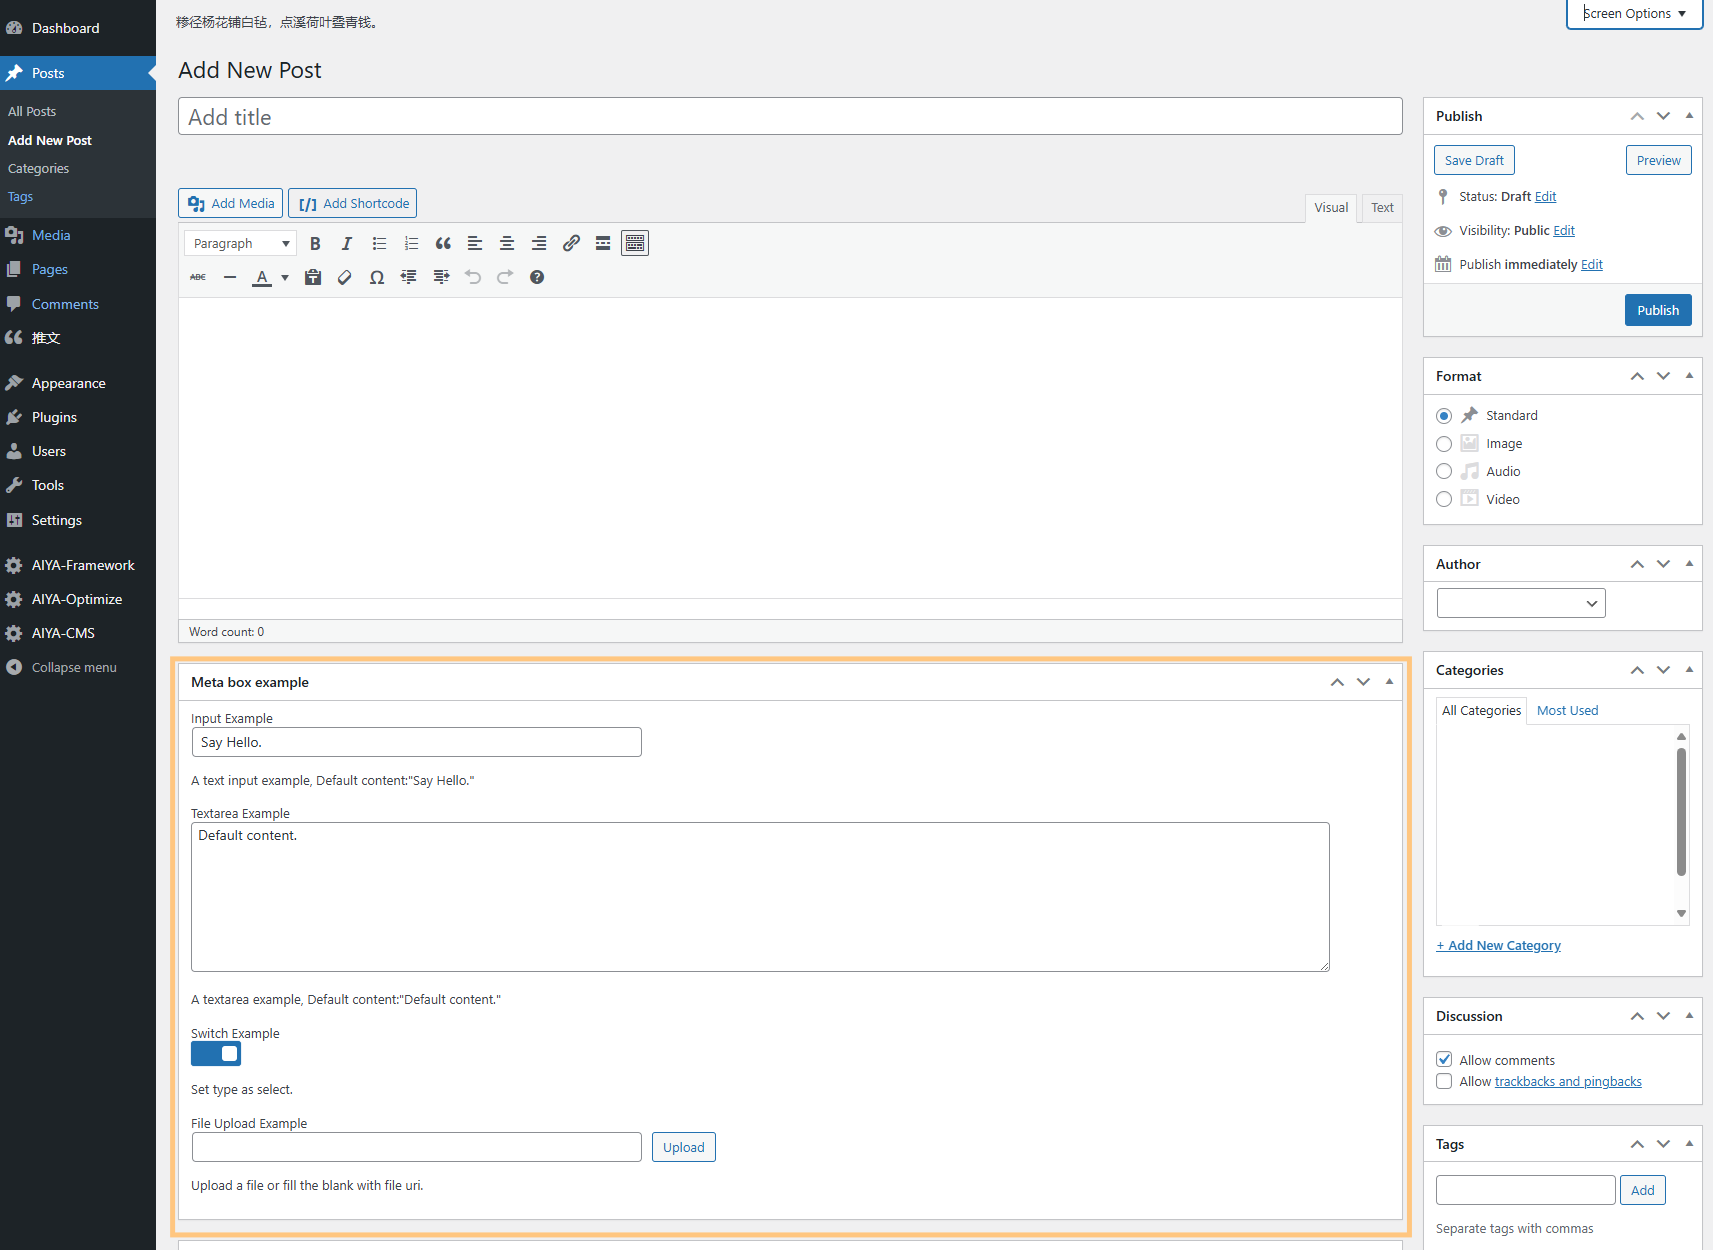 Dashboard
Posts
All Posts
Add New Post
Categories
Tags
Media
Pages
Comments
推文
Appearance
Plugins
Users
Tools
Settings
AIYA-Framework
AIYA-Optimize
AIYA-CMS
Collapse menu
糁径杨花铺白毡，点溪荷叶叠青钱。
Screen Options
Add New Post
Add title
Add Media
[/] Add Shortcode
Visual
Text
Paragraph
B I
ABC
A
Ω
Word count: 0
Meta box example
Input Example
Say Hello.
A text input example, Default content:"Say Hello."
Textarea Example
Default content.
A textarea example, Default content:"Default content."
Switch Example
Set type as select.
File Upload Example
Upload
Upload a file or fill the blank with file uri.
Publish
Save Draft
Preview
Status: Draft Edit
Visibility: Public Edit
Publish immediately Edit
Publish
Format
Standard
Image
Audio
Video
Author
Categories
All Categories
Most Used
+ Add New Category
Discussion
Allow comments
Allow trackbacks and pingbacks
Tags
Add
Separate tags with commas